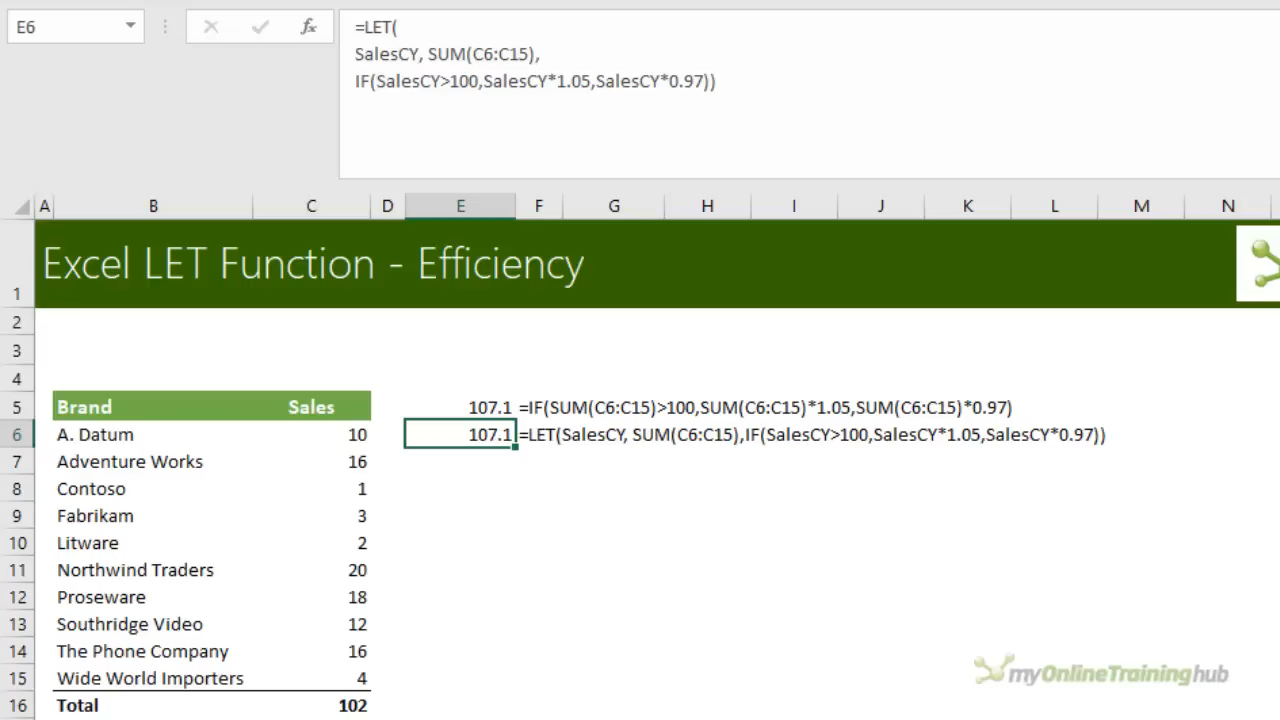 E6
fx
=LET(
SalesCY, SUM(C6:C15),
IF(SalesCY>100,SalesCY*1.05,SalesCY*0.97))
A B C D E F G H I J K L M N
1 Excel LET Function - Efficiency
2
3
4
5 Brand Sales 107.1 =IF(SUM(C6:C15)>100,SUM(C6:C15)*1.05,SUM(C6:C15)*0.97)
6 A. Datum 10 107.1 =LET(SalesCY, SUM(C6:C15),IF(SalesCY>100,SalesCY*1.05,SalesCY*0.97))
7 Adventure Works 16
8 Contoso 1
9 Fabrikam 3
10 Litware 2
11 Northwind Traders 20
12 Proseware 18
13 Southridge Video 12
14 The Phone Company 16
15 Wide World Importers 4
16 Total 102
myOnlineTraininghub